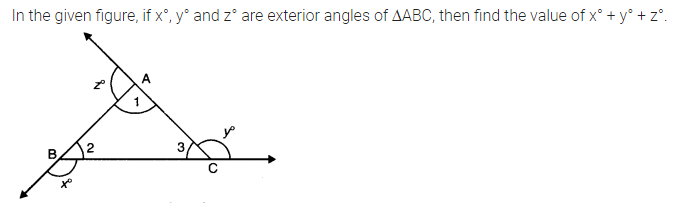 In the given figure, if x°, y° and z° are exterior angles of ΔABC, then find the value of x° + y° + z°.
A
z°
1
y°
B
2
3
C
x°